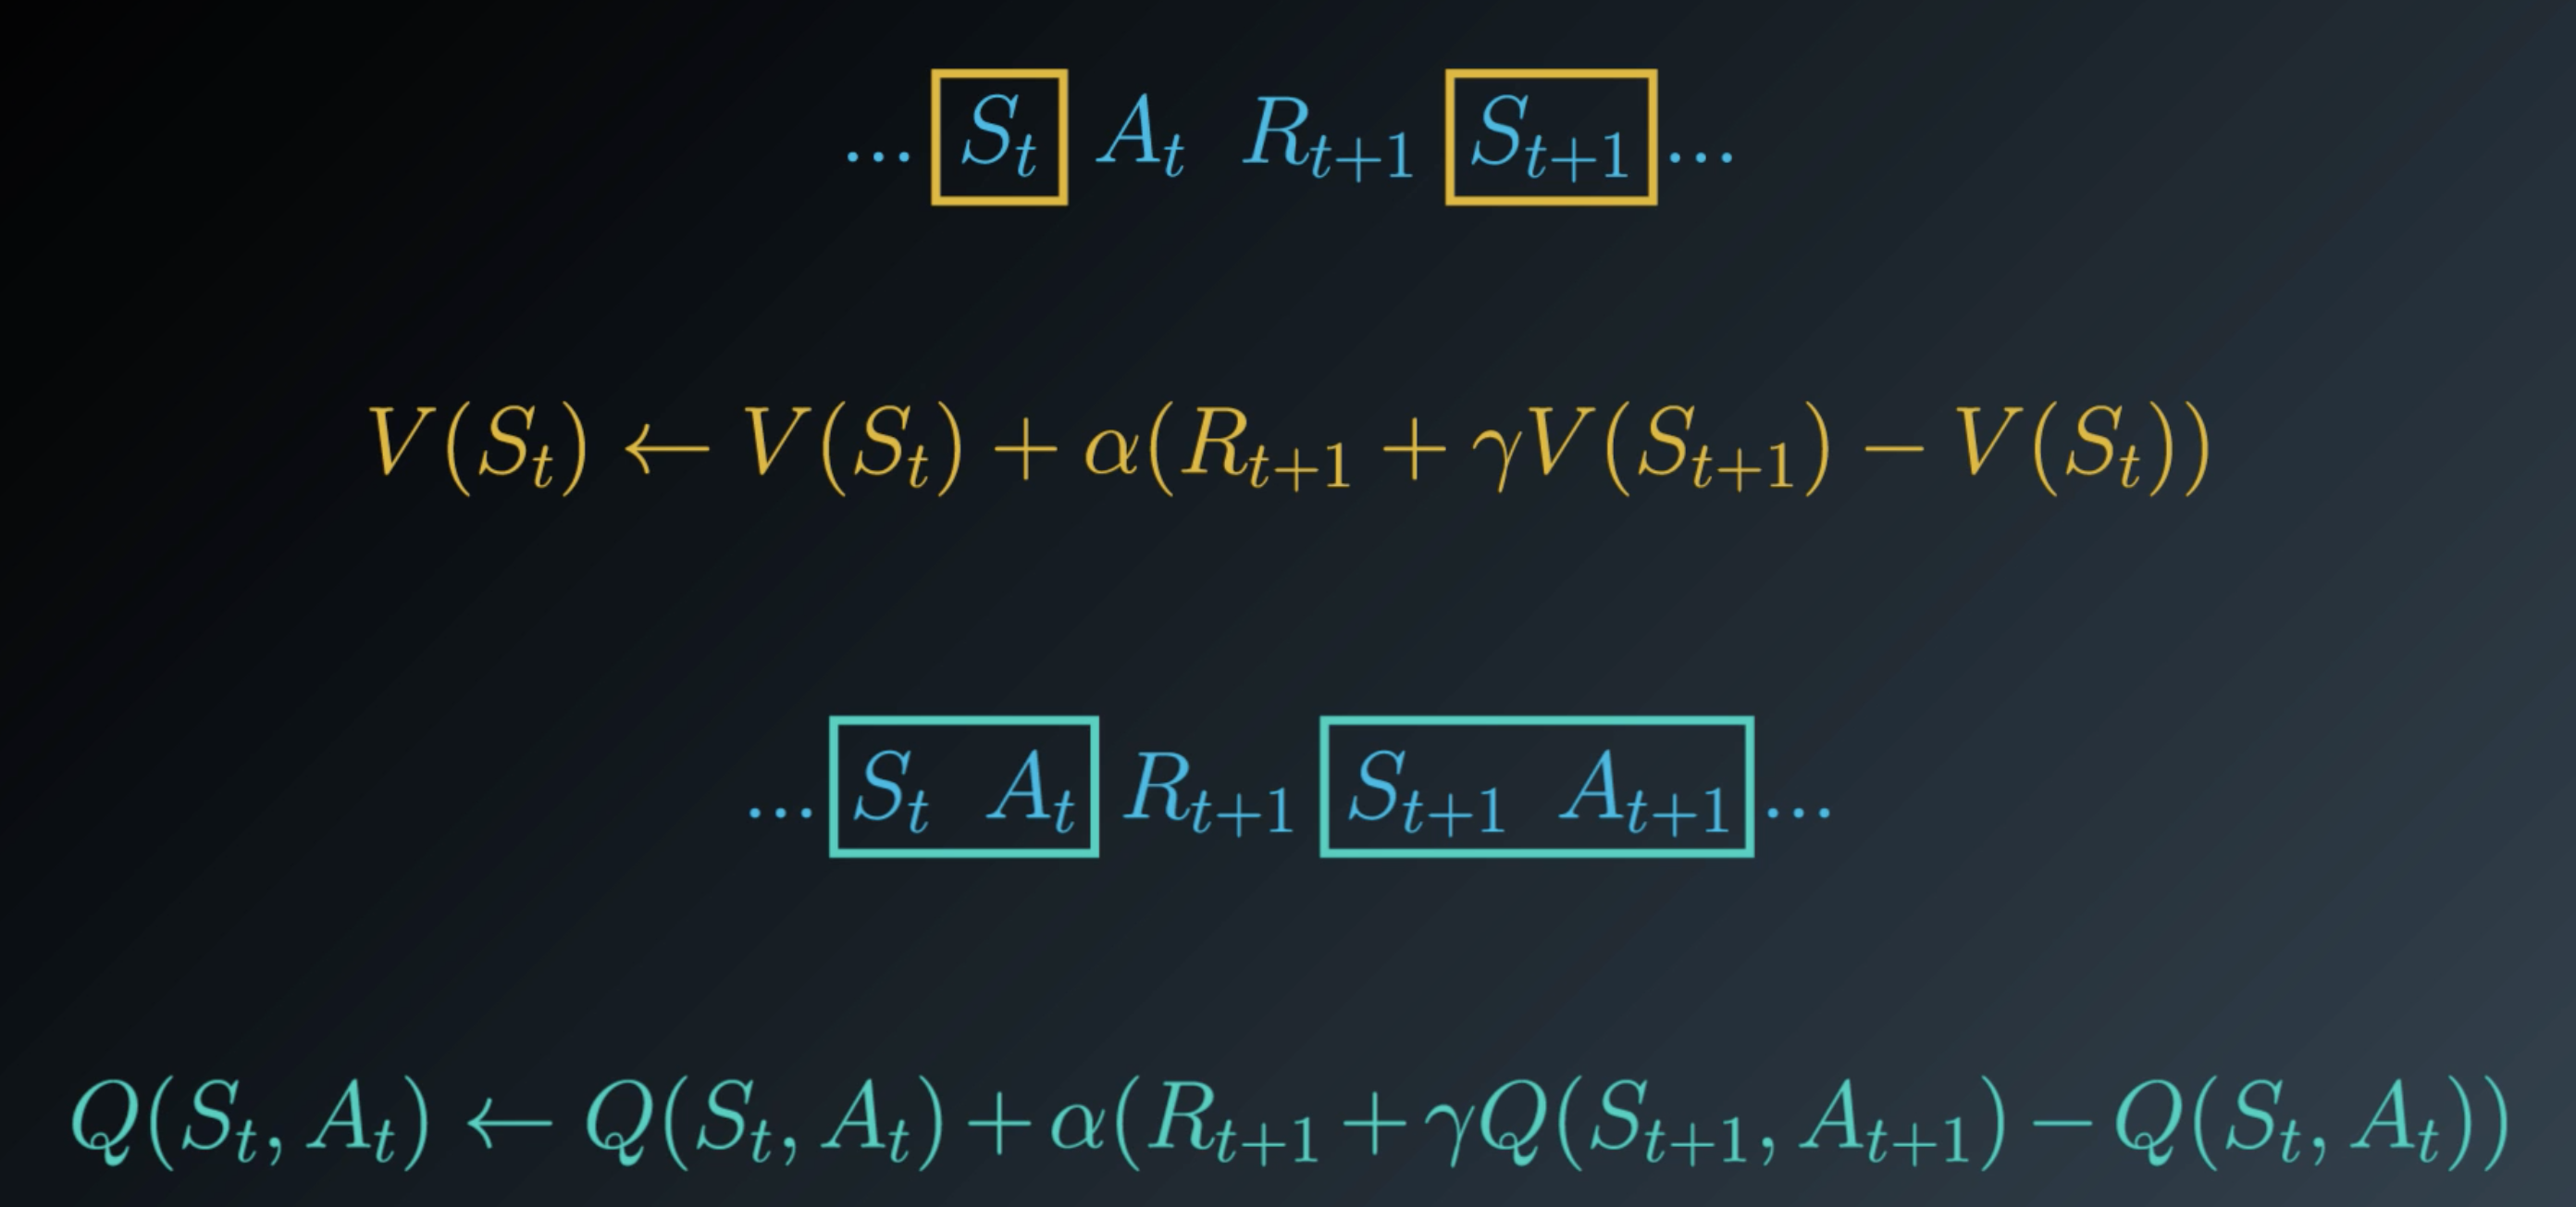 ... S_t A_t R_{t+1} S_{t+1} ...
V(S_t) ← V(S_t) + α(R_{t+1} + γV(S_{t+1}) − V(S_t))
... S_t A_t R_{t+1} S_{t+1} A_{t+1} ...
Q(S_t, A_t) ← Q(S_t, A_t) + α(R_{t+1} + γQ(S_{t+1}, A_{t+1}) − Q(S_t, A_t))